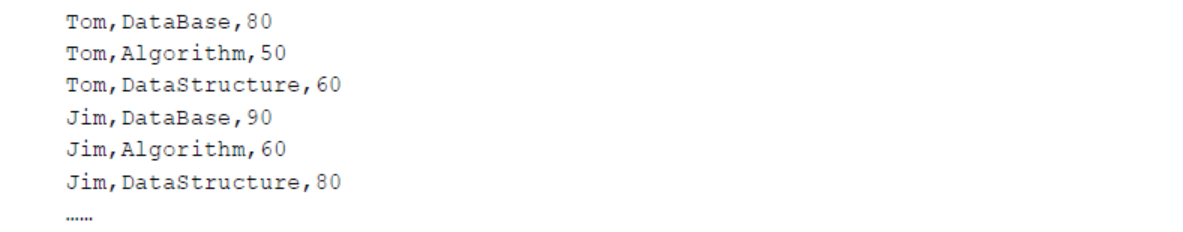 Tom,DataBase,80
Tom,Algorithm,50
Tom,DataStructure,60
Jim,DataBase,90
Jim,Algorithm,60
Jim,DataStructure,80
……